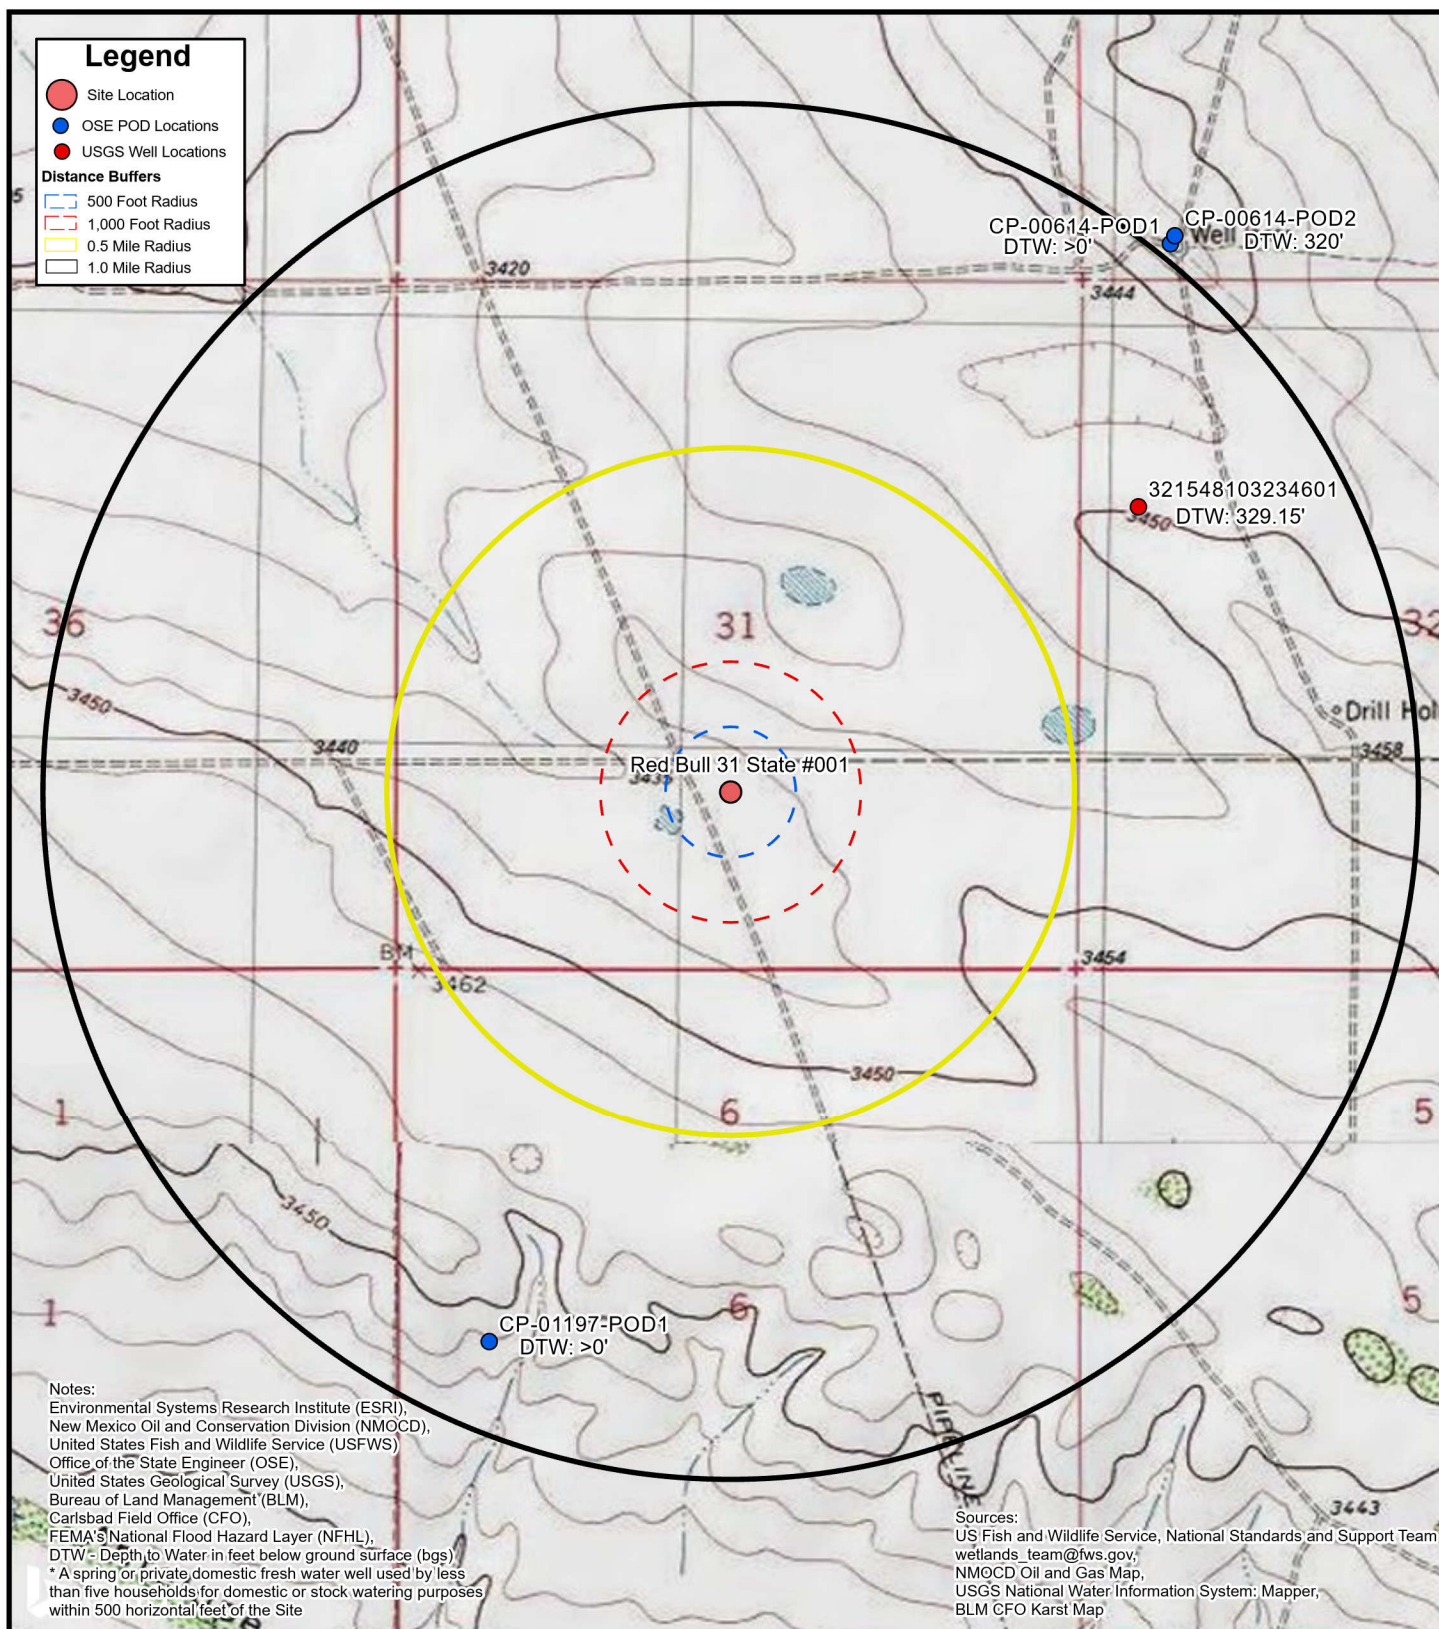 Legend
Site Location
OSE POD Locations
USGS Well Locations
Distance Buffers
500 Foot Radius
1,000 Foot Radius
0.5 Mile Radius
1.0 Mile Radius
CP-00614-POD1
DTW: >0'
CP-00614-POD2
DTW: 320'
Well
3420
3444
321548103234601
DTW: 329.15'
3450
36
31
32
3450
Drill Hol
3440
3458
Red Bull 31 State #001
BM
3462
3454
3450
1
6
5
3450
1
6
5
CP-01197-POD1
DTW: >0'
PIPELINE
3443
Notes:
Environmental Systems Research Institute (ESRI),
New Mexico Oil and Conservation Division (NMOCD),
United States Fish and Wildlife Service (USFWS)
Office of the State Engineer (OSE),
United States Geological Survey (USGS),
Bureau of Land Management (BLM),
Carlsbad Field Office (CFO),
FEMA's National Flood Hazard Layer (NFHL),
DTW - Depth to Water in feet below ground surface (bgs)
* A spring or private domestic fresh water well used by less
than five households for domestic or stock watering purposes
within 500 horizontal feet of the Site
Sources:
US Fish and Wildlife Service, National Standards and Support Team
wetlands_team@fws.gov,
NMOCD Oil and Gas Map,
USGS National Water Information System: Mapper,
BLM CFO Karst Map